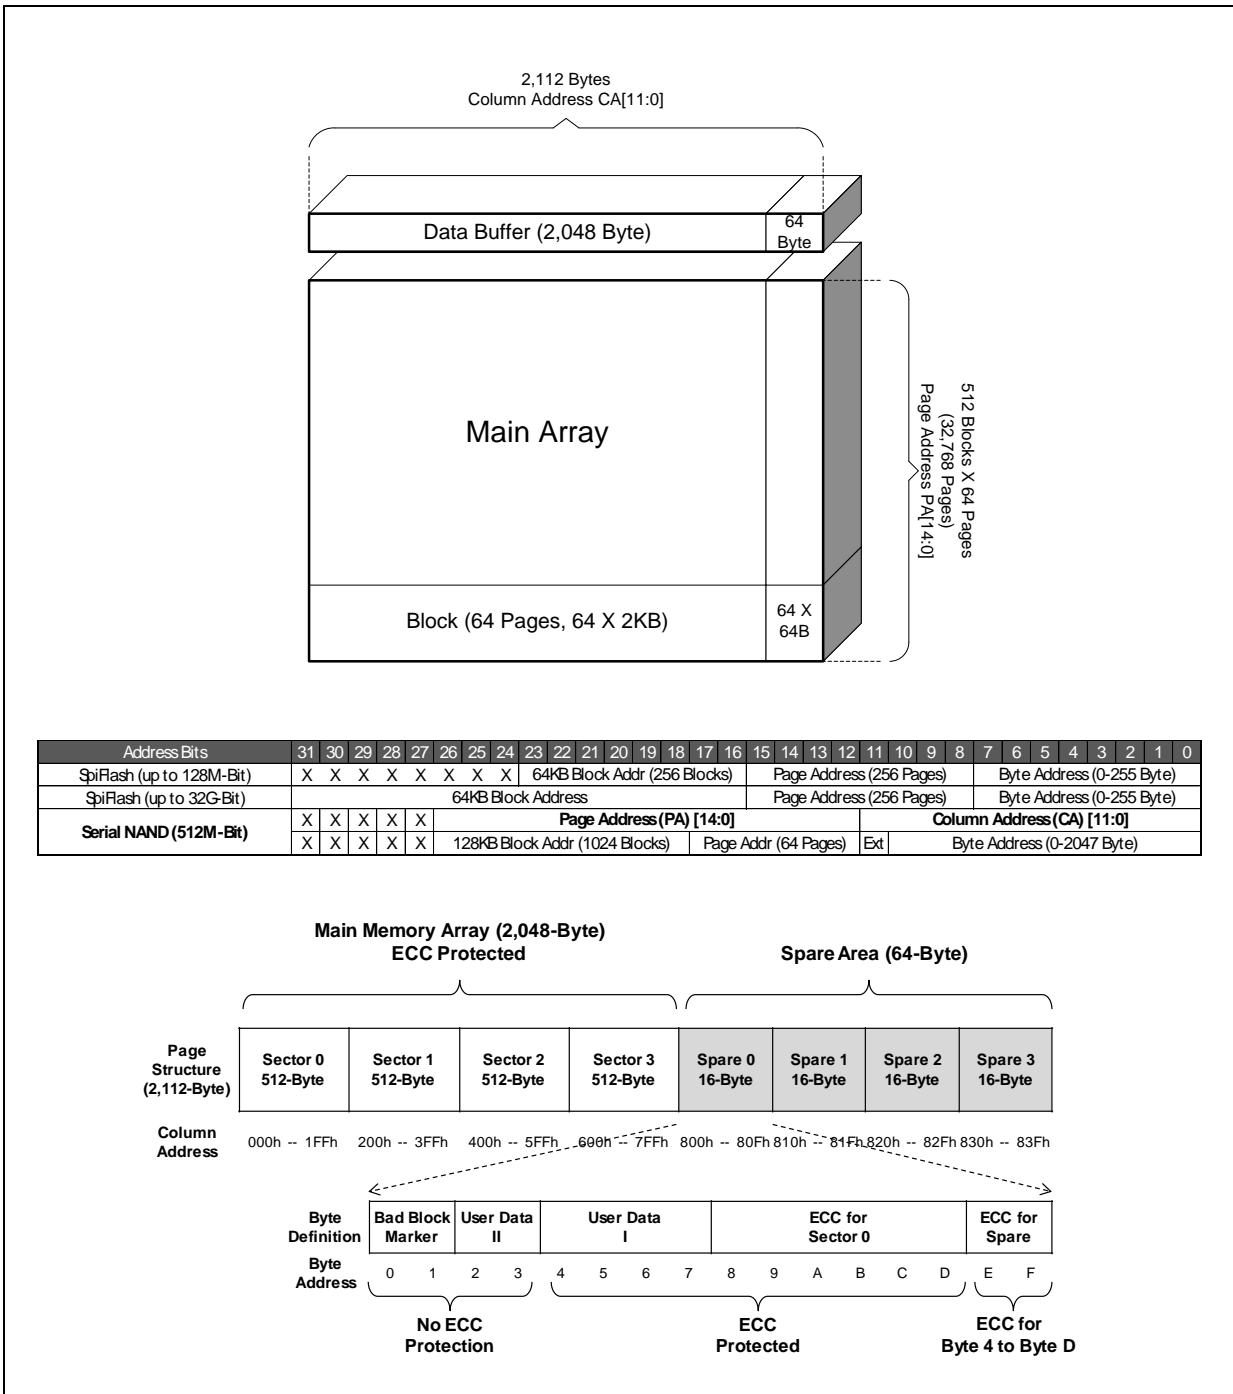 2,112 Bytes
Column Address CA[11:0]
Data Buffer (2,048 Byte)
64
Byte
Main Array
512 Blocks X 64 Pages
(32,768 Pages)
Page Address PA[14:0]
Block (64 Pages, 64 X 2KB)
64 X
64B
Address Bits 31 30 29 28 27 26 25 24 23 22 21 20 19 18 17 16 15 14 13 12 11 10 9 8 7 6 5 4 3 2 1 0
SpiFlash (up to 128M-Bit) X X X X X X X X 64KB Block Addr (256 Blocks) Page Address (256 Pages) Byte Address (0-255 Byte)
SpiFlash (up to 32G-Bit) 64KB Block Address Page Address (256 Pages) Byte Address (0-255 Byte)
Serial NAND (512M-Bit) X X X X X Page Address (PA) [14:0] Column Address (CA) [11:0]
X X X X X 128KB Block Addr (1024 Blocks) Page Addr (64 Pages) Ext Byte Address (0-2047 Byte)
Main Memory Array (2,048-Byte)
ECC Protected
Spare Area (64-Byte)
Page
Structure
(2,112-Byte)
Sector 0
512-Byte
Sector 1
512-Byte
Sector 2
512-Byte
Sector 3
512-Byte
Spare 0
16-Byte
Spare 1
16-Byte
Spare 2
16-Byte
Spare 3
16-Byte
Column
Address
000h -- 1FFh 200h -- 3FFh 400h -- 5FFh 600h -- 7FFh 800h -- 80Fh 810h -- 81Fh 820h -- 82Fh 830h -- 83Fh
Byte
Definition
Bad Block
Marker
User Data
II
User Data
I
ECC for
Sector 0
ECC for
Spare
Byte
Address
0 1 2 3 4 5 6 7 8 9 A B C D E F
No ECC
Protection
ECC
Protected
ECC for
Byte 4 to Byte D